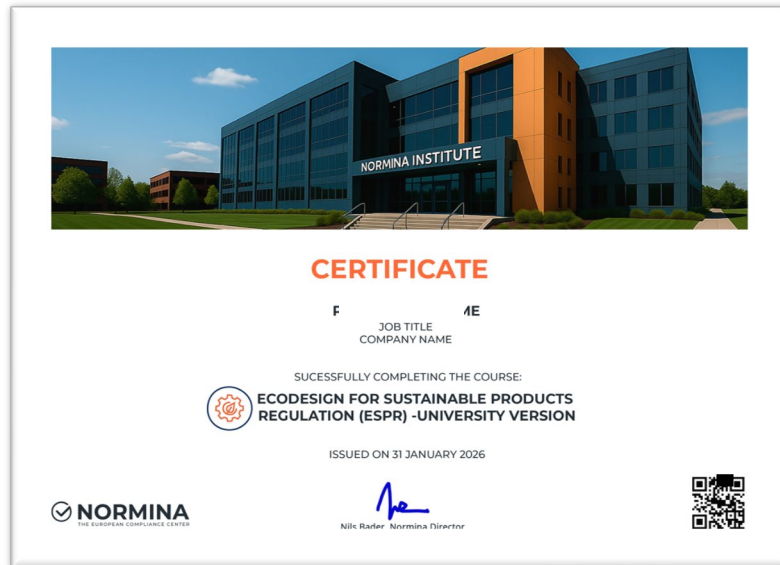 NORMINA INSTITUTE
CERTIFICATE
JOB TITLE
COMPANY NAME
SUCESSFULLY COMPLETING THE COURSE:
ECODESIGN FOR SUSTAINABLE PRODUCTS
REGULATION (ESPR) -UNIVERSITY VERSION
ISSUED ON 31 JANUARY 2026
NORMINA
THE EUROPEAN COMPLIANCE CENTER
Nils Bader, Normina Director